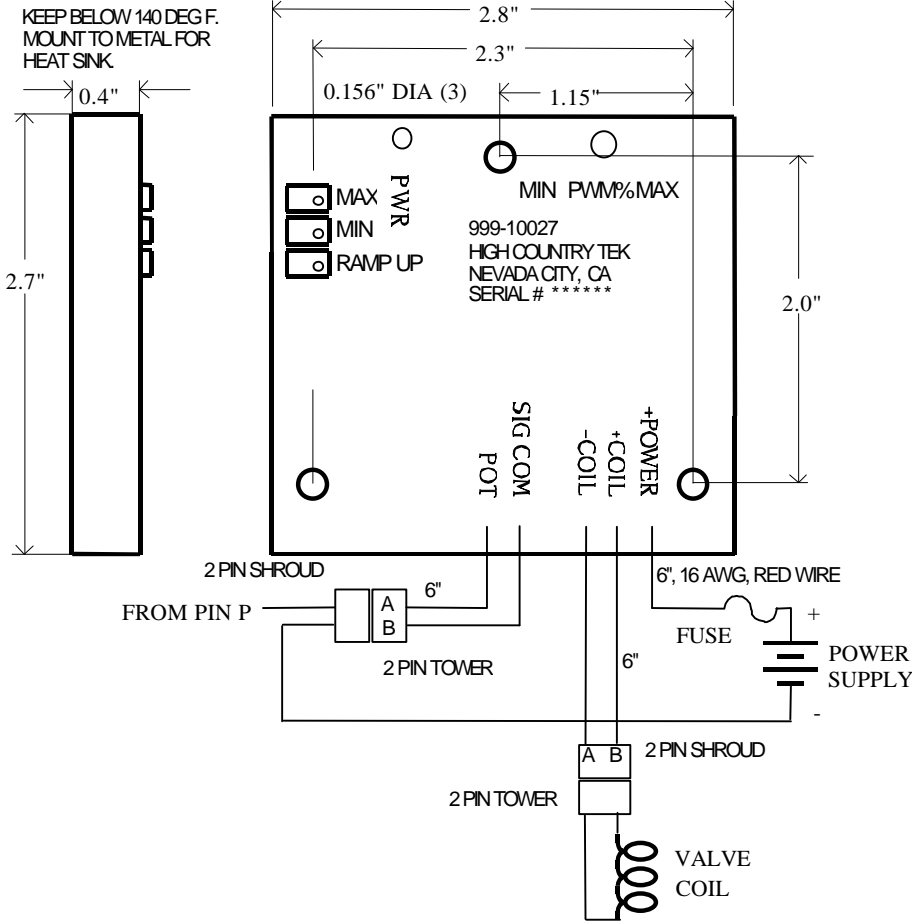 KEEP BELOW 140 DEG F.
MOUNT TO METAL FOR
HEAT SINK.
2.8"
2.3"
0.4"
0.156" DIA (3)
1.15"
PWR
MAX
MIN
RAMP UP
MIN PWM% MAX
999-10027
HIGH COUNTRY TEK
NEVADA CITY, CA
SERIAL # ******
2.7"
2.0"
POT
SIG COM
-COIL
+COIL
+POWER
2 PIN SHROUD
6"
6", 16 AWG, RED WIRE
FROM PIN P
A
B
FUSE
+
2 PIN TOWER
6"
POWER
SUPPLY
-
A B
2 PIN SHROUD
2 PIN TOWER
VALVE
COIL